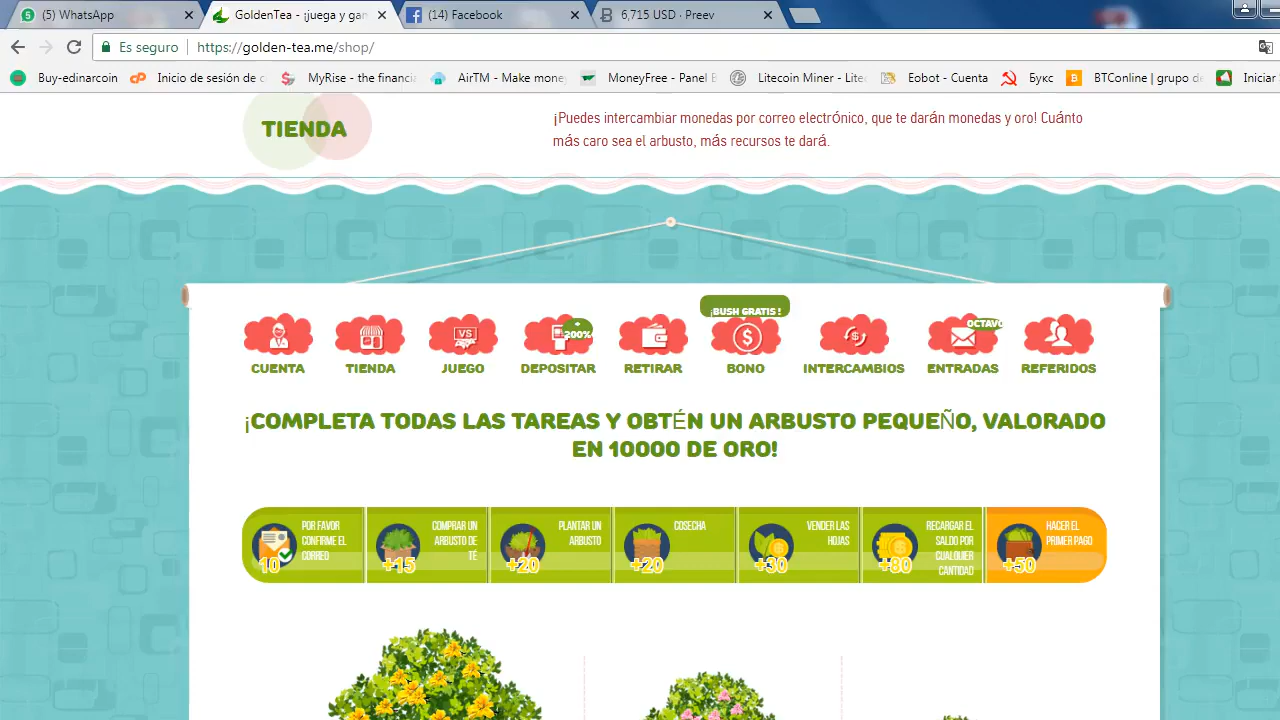 (5) WhatsApp
GoldenTea - ¡juega y gan
(14) Facebook
6,715 USD · Preev
Es seguro
https://golden-tea.me/shop/
Buy-edinarcoin
Inicio de sesión de c
MyRise - the financia
AirTM - Make mone
MoneyFree - Panel B
Litecoin Miner - Lite
Eobot - Cuenta
Букс
BTConline | grupo de
Iniciar
TIENDA
¡Puedes intercambiar monedas por correo electrónico, que te darán monedas y oro! Cuánto
más caro sea el arbusto, más recursos te dará.
¡BUSH GRATIS !
+
200%
OCTAVO
VS
CUENTA
TIENDA
JUEGO
DEPOSITAR
RETIRAR
BONO
INTERCAMBIOS
ENTRADAS
REFERIDOS
¡COMPLETA TODAS LAS TAREAS Y OBTÉN UN ARBUSTO PEQUEÑO, VALORADO
EN 10000 DE ORO!
POR FAVOR
CONFIRME EL
CORREO
10
COMPRAR UN
ARBUSTO DE
TÉ
+15
PLANTAR UN
ARBUSTO
+20
COSECHA
+20
VENDER LAS
HOJAS
+30
RECARGAR EL
SALDO POR
CUALQUIER
CANTIDAD
+80
HACER EL
PRIMER PAGO
+50